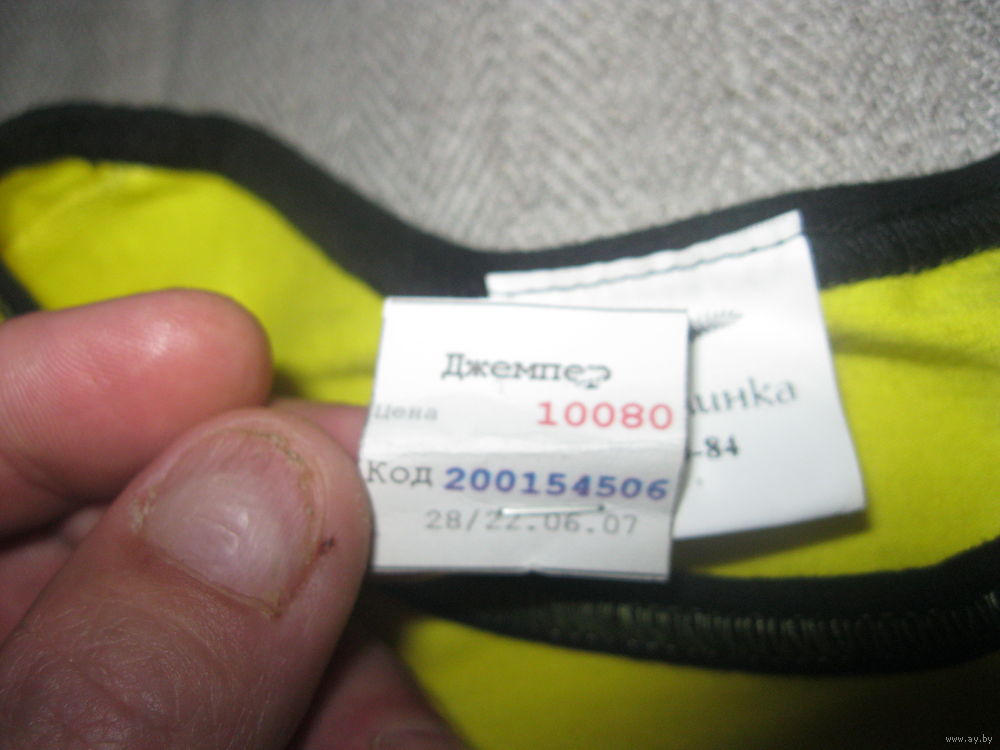 Джемпер
Цена 10080
Код 200154506
28/22.06.07
инка
-84
www.ay.by